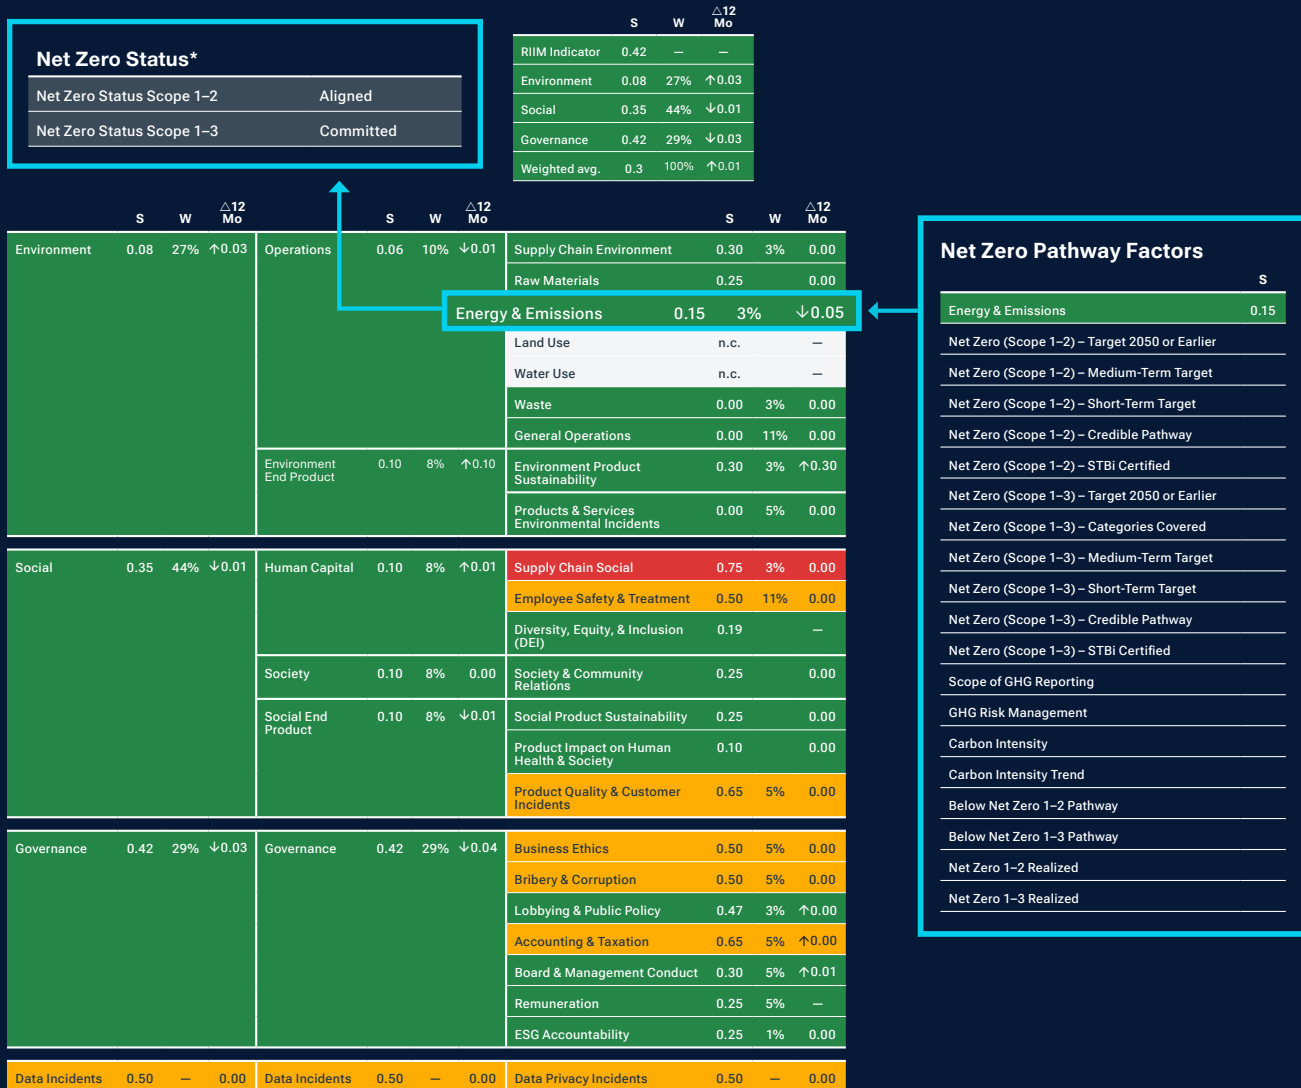 Net Zero Status*
Net Zero Status Scope 1–2 Aligned
Net Zero Status Scope 1–3 Committed
S W △12 Mo
RIIM Indicator 0.42 — —
Environment 0.08 27% ↑0.03
Social 0.35 44% ↓0.01
Governance 0.42 29% ↓0.03
Weighted avg. 0.3 100% ↑0.01
S W △12 Mo S W △12 Mo S W △12 Mo
Environment 0.08 27% ↑0.03 Operations 0.06 10% ↓0.01 Supply Chain Environment 0.30 3% 0.00
Raw Materials 0.25 0.00
Energy & Emissions 0.15 3% ↓0.05
Land Use n.c. —
Water Use n.c. —
Waste 0.00 3% 0.00
General Operations 0.00 11% 0.00
Environment End Product 0.10 8% ↑0.10 Environment Product Sustainability 0.30 3% ↑0.30
Products & Services Environmental Incidents 0.00 5% 0.00
Social 0.35 44% ↓0.01 Human Capital 0.10 8% ↑0.01 Supply Chain Social 0.75 3% 0.00
Employee Safety & Treatment 0.50 11% 0.00
Diversity, Equity, & Inclusion (DEI) 0.19 —
Society 0.10 8% 0.00 Society & Community Relations 0.25 0.00
Social End Product 0.10 8% ↓0.01 Social Product Sustainability 0.25 0.00
Product Impact on Human Health & Society 0.10 0.00
Product Quality & Customer Incidents 0.65 5% 0.00
Governance 0.42 29% ↓0.03 Governance 0.42 29% ↓0.04 Business Ethics 0.50 5% 0.00
Bribery & Corruption 0.50 5% 0.00
Lobbying & Public Policy 0.47 3% ↑0.00
Accounting & Taxation 0.65 5% ↑0.00
Board & Management Conduct 0.30 5% ↑0.01
Remuneration 0.25 5% —
ESG Accountability 0.25 1% 0.00
Data Incidents 0.50 — 0.00 Data Incidents 0.50 — 0.00 Data Privacy Incidents 0.50 — 0.00
Net Zero Pathway Factors
S
Energy & Emissions 0.15
Net Zero (Scope 1–2) – Target 2050 or Earlier
Net Zero (Scope 1–2) – Medium-Term Target
Net Zero (Scope 1–2) – Short-Term Target
Net Zero (Scope 1–2) – Credible Pathway
Net Zero (Scope 1–2) – STBi Certified
Net Zero (Scope 1–3) – Target 2050 or Earlier
Net Zero (Scope 1–3) – Categories Covered
Net Zero (Scope 1–3) – Medium-Term Target
Net Zero (Scope 1–3) – Short-Term Target
Net Zero (Scope 1–3) – Credible Pathway
Net Zero (Scope 1–3) – STBi Certified
Scope of GHG Reporting
GHG Risk Management
Carbon Intensity
Carbon Intensity Trend
Below Net Zero 1–2 Pathway
Below Net Zero 1–3 Pathway
Net Zero 1–2 Realized
Net Zero 1–3 Realized